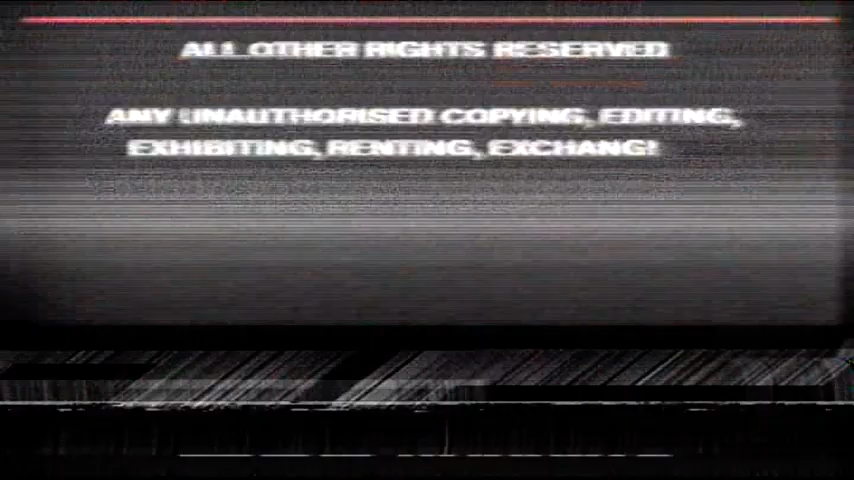 ALL OTHER RIGHTS RESERVED
ANY UNAUTHORISED COPYING, EDITING,
EXHIBITING, RENTING, EXCHANG!